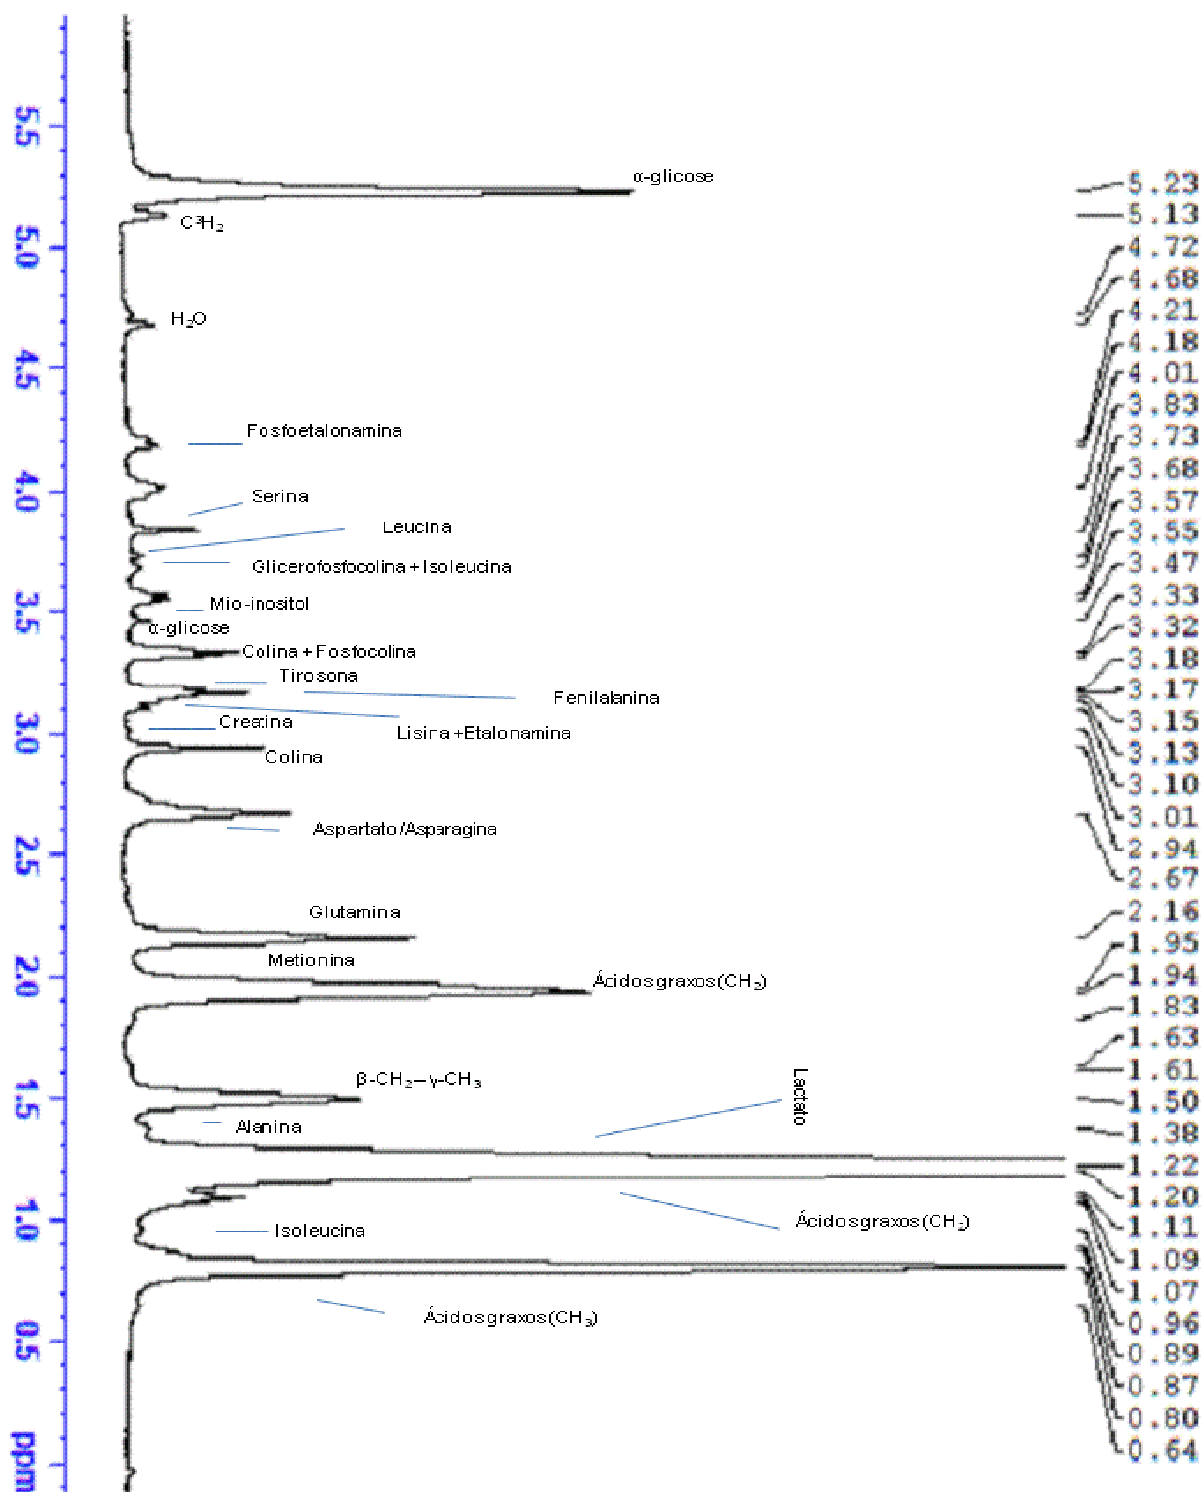 5.5
5.0
4.5
4.0
3.5
3.0
2.5
2.0
1.5
1.0
0.5
ppm
α-glicose
C³H₂
H₂O
Fosfoetalonamina
Serina
Leucina
Glicerofosfocolina + Isoleucina
Mio-inositol
α-glicose
Colina + Fosfocolina
Tirosona
Fenilalanina
Creatina
Lisina + Etalonamina
Colina
Aspartato/Asparagina
Glutamina
Metionina
Ácidos graxos (CH₂)
β-CH₂ – γ-CH₃
Lactato
Alanina
Ácidos graxos (CH₂)
Isoleucina
Ácidos graxos (CH₃)
5.23
5.13
4.72
4.68
4.21
4.18
4.01
3.83
3.73
3.68
3.57
3.55
3.47
3.33
3.32
3.18
3.17
3.15
3.13
3.10
3.01
2.94
2.67
2.16
1.95
1.94
1.83
1.63
1.61
1.50
1.38
1.22
1.20
1.11
1.09
1.07
0.96
0.89
0.87
0.80
0.64